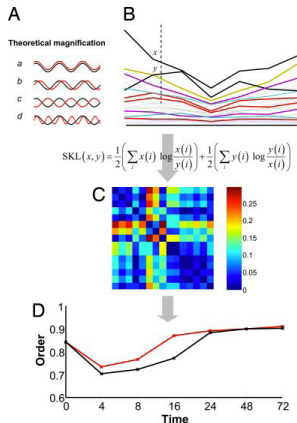 A
Theoretical magnification
a
b
c
d
B
x
y
SKL(x, y) = 1/2 ( ∑i x(i) log x(i)/y(i) ) + 1/2 ( ∑i y(i) log y(i)/x(i) )
C
0.25
0.2
0.15
0.1
0.05
0
D
Order
1
0.9
0.8
0.7
0.6
0
4
8
16
24
48
72
Time